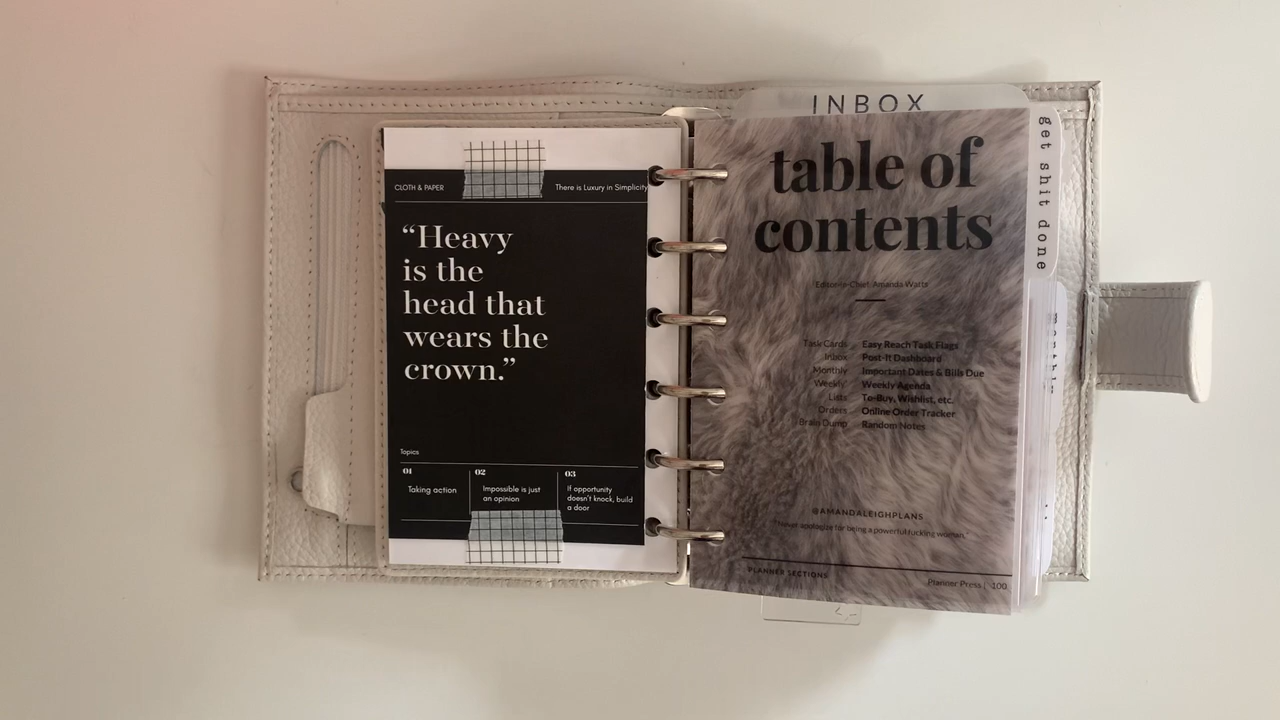 CLOTH & PAPER
There is Luxury in Simplicity
“Heavy
is the
head that
wears the
crown.”
Topics
01
Taking action
02
Impossible is just
an opinion
03
If opportunity
doesn't knock, build
a door
INBOX
table of
contents
Editor-in-Chief: Amanda Watts
Task Cards Easy Reach Task Flags
Inbox Post-It Dashboard
Monthly Important Dates & Bills Due
Weekly Weekly Agenda
Lists To-Buy, Wishlist, etc.
Orders Online Order Tracker
Brain Dump Random Notes
@AMANDALEIGHPLANS
"Never apologize for being a powerful fucking woman."
PLANNER SECTIONS
Planner Press | 100
get shit done